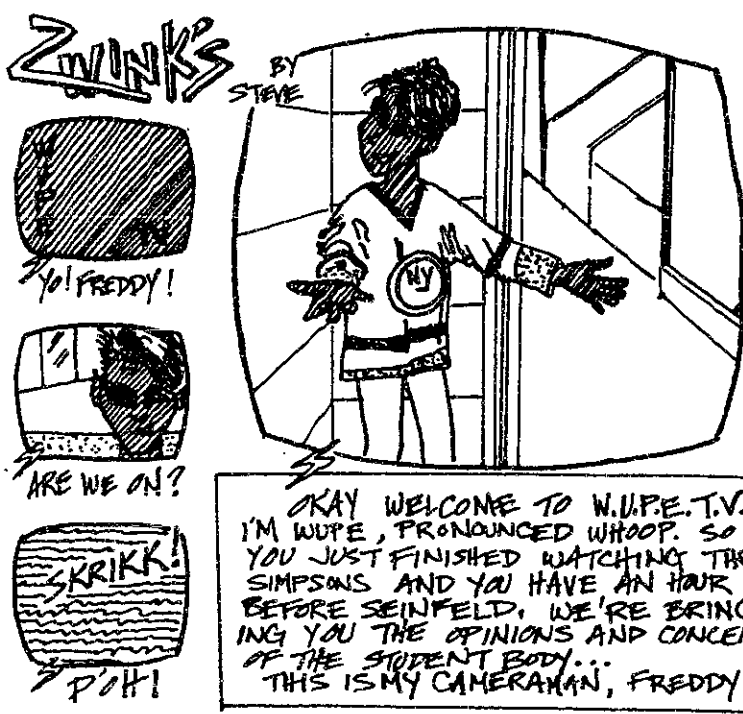 ZWINK'S
BY
STEVE
W.U.P.E.
TV
YO! FREDDY!
ARE WE ON?
SKRIKK!
D'OH!
NY
OKAY WELCOME TO W.U.P.E. T.V.
I'M WUPE, PRONOUNCED WHOOP. SO
YOU JUST FINISHED WATCHING THE
SIMPSONS AND YOU HAVE AN HOUR
BEFORE SEINFELD. WE'RE BRING
ING YOU THE OPINIONS AND
OF THE STUDENT BODY...
THIS IS MY CAMERAMAN, FREDDY